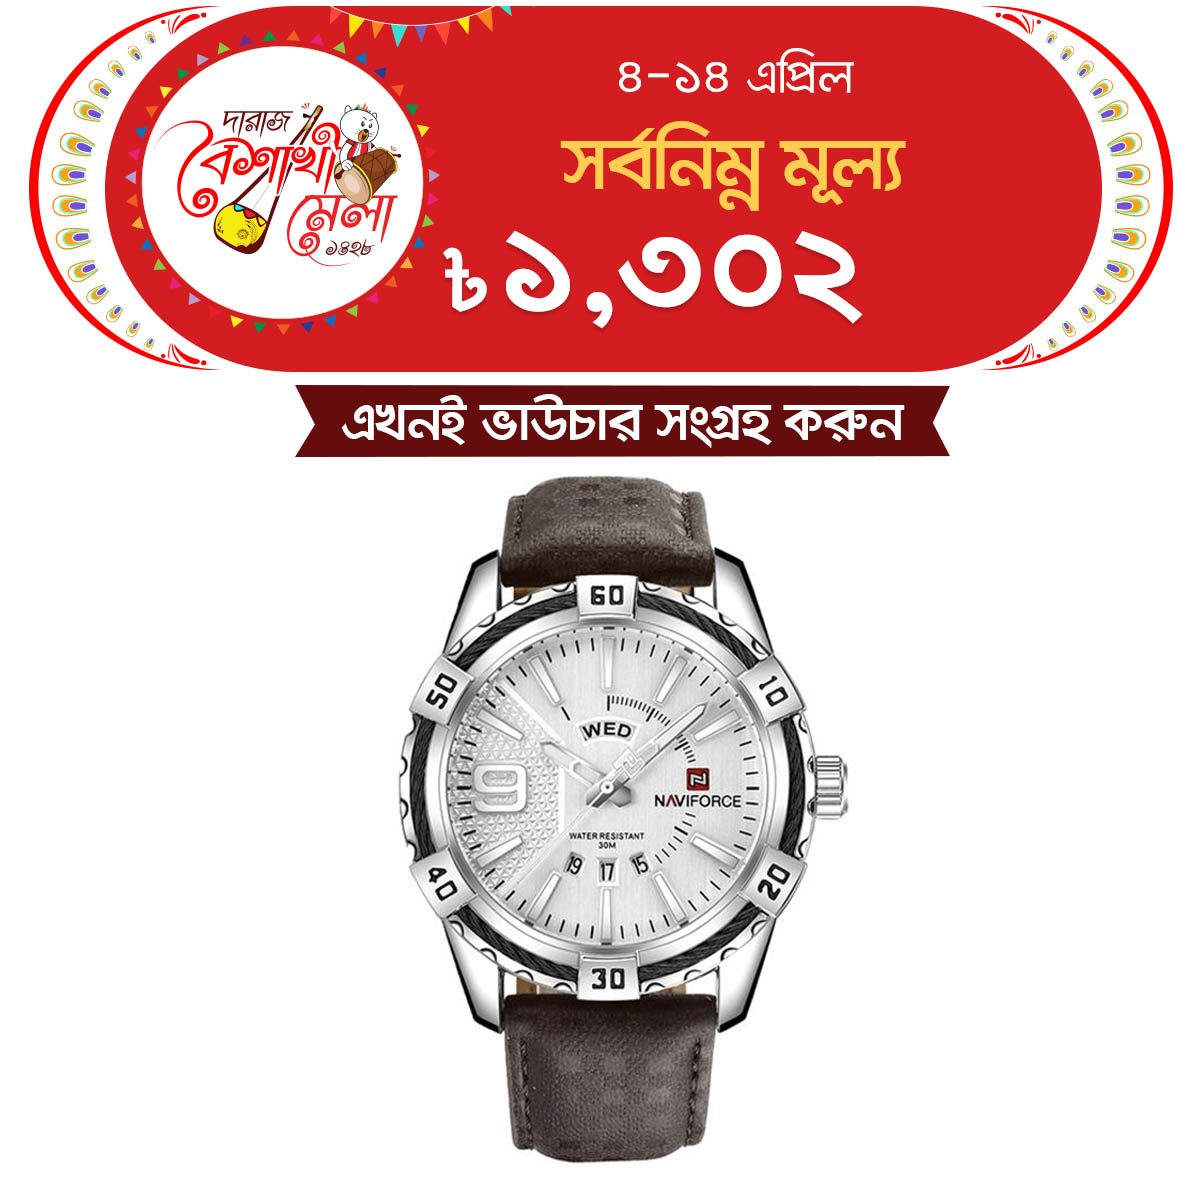 দারাজ
বৈশাখী
মেলা
১৪২৮
৪-১৪ এপ্রিল
সর্বনিম্ন মূল্য
৳১,৩০২
এখনই ভাউচার সংগ্রহ করুন
60
50
10
WED
9
NAVIFORCE
WATER RESISTANT
30M
19 17 15
40
20
30